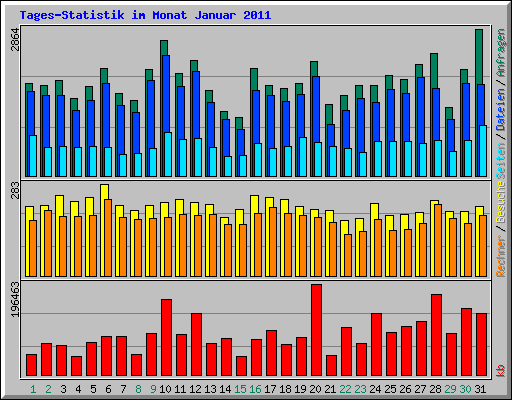 Tages-Statistik im Monat Januar 2011
2864
283
196463
Seiten / Dateien / Anfragen
Rechner / Besuche
kb
1 2 3 4 5 6 7 8 9 10 11 12 13 14 15 16 17 18 19 20 21 22 23 24 25 26 27 28 29 30 31